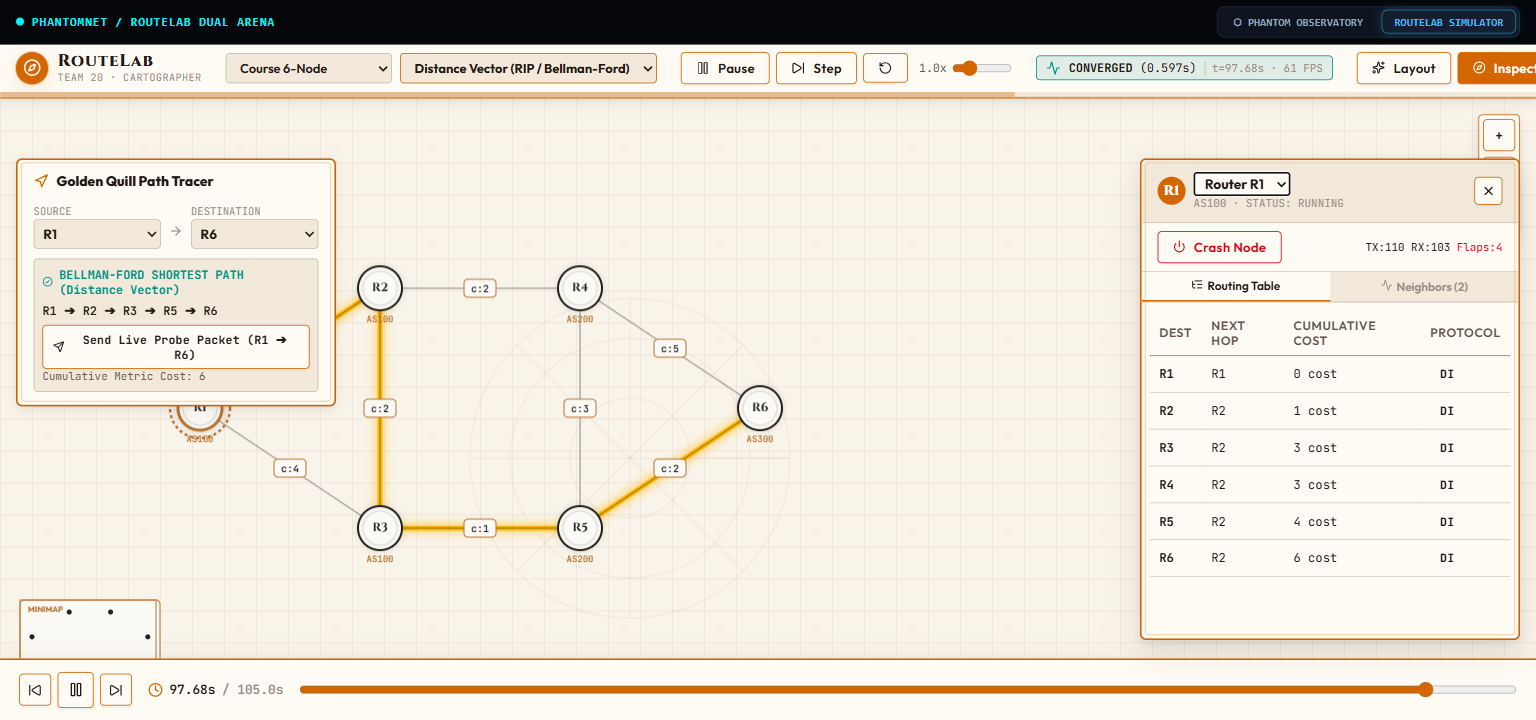 PHANTOMNET / ROUTELAB DUAL ARENA
PHANTOM OBSERVATORY
ROUTELAB SIMULATOR
ROUTELAB
TEAM 20 · CARTOGRAPHER
Course 6-Node
Distance Vector (RIP / Bellman-Ford)
Pause
Step
1.0x
CONVERGED (0.597s)
t=97.68s · 61 FPS
Layout
Inspect
+
Golden Quill Path Tracer
SOURCE
DESTINATION
R1
R6
BELLMAN-FORD SHORTEST PATH
(Distance Vector)
R1 ➔ R2 ➔ R3 ➔ R5 ➔ R6
Send Live Probe Packet (R1 ➔
R6)
Cumulative Metric Cost: 6
R2
AS100
c:2
R4
AS200
c:5
c:2
c:3
R6
AS300
R1
AS100
c:4
c:2
R3
AS100
c:1
R5
AS200
MINIMAP
R1
Router R1
AS100 · STATUS: RUNNING
Crash Node
TX:110 RX:103 Flaps:4
Routing Table
Neighbors (2)
DEST
NEXT
HOP
CUMULATIVE
COST
PROTOCOL
R1 R1 0 cost DI
R2 R2 1 cost DI
R3 R2 3 cost DI
R4 R2 3 cost DI
R5 R2 4 cost DI
R6 R2 6 cost DI
97.68s / 105.0s